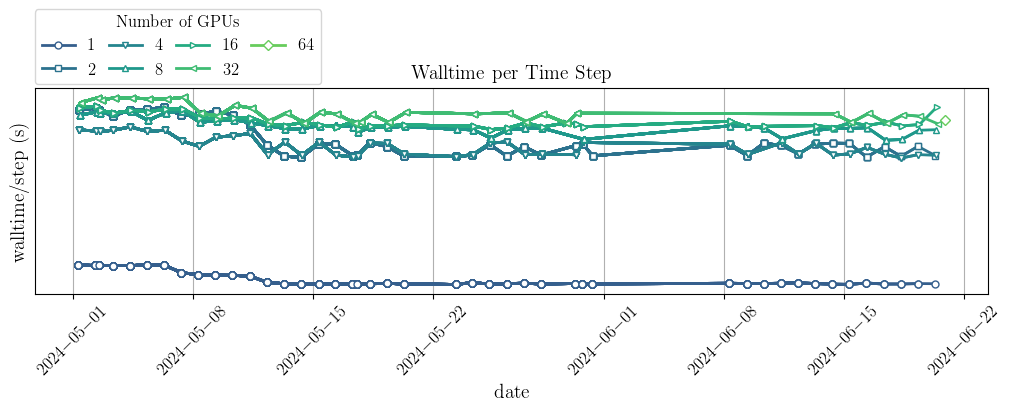 Number of GPUs
1 4 16 64
2 8 32
Walltime per Time Step
walltime/step (s)
2024−05−01 2024−05−08 2024−05−15 2024−05−22 2024−06−01 2024−06−08 2024−06−15 2024−06−22
date